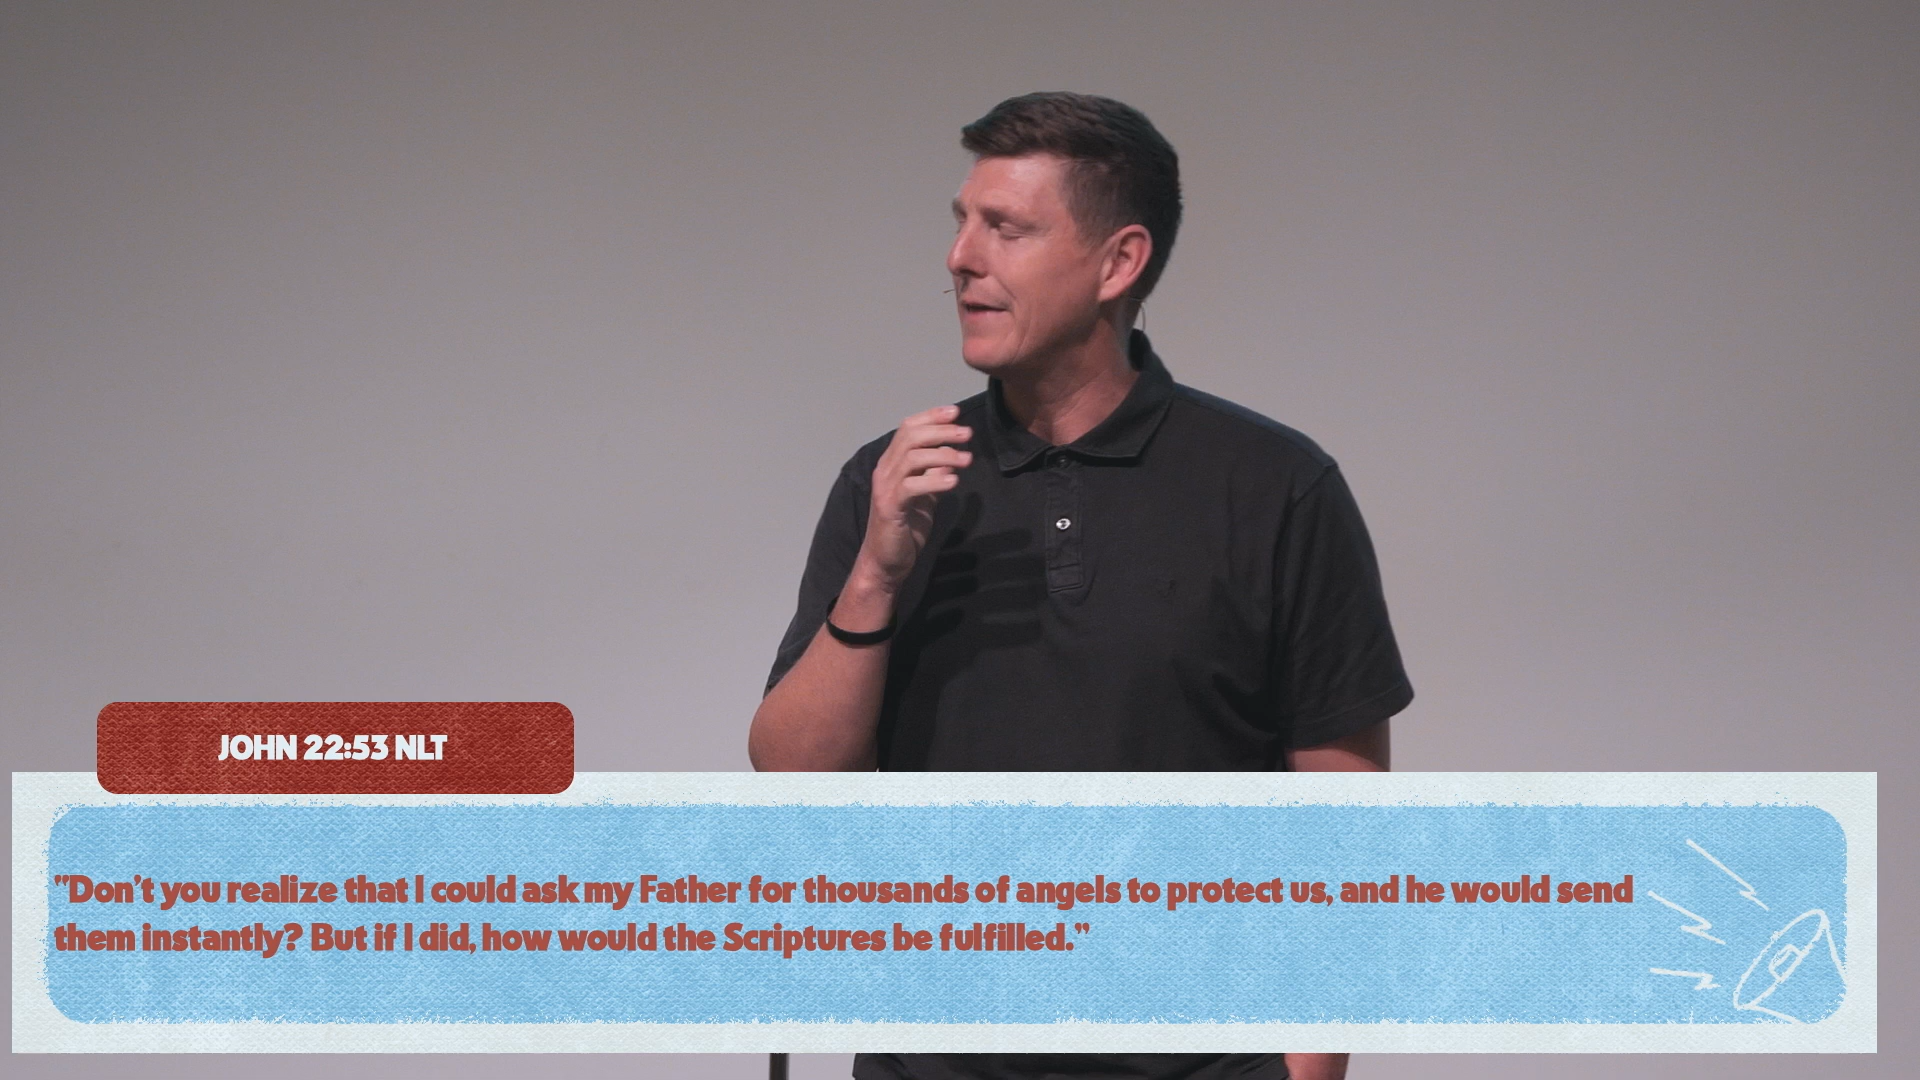 JOHN 22:53 NLT
"Don't you realize that I could ask my Father for thousands of angels to protect us, and he would send
them instantly? But if I did, how would the Scriptures be fulfilled."